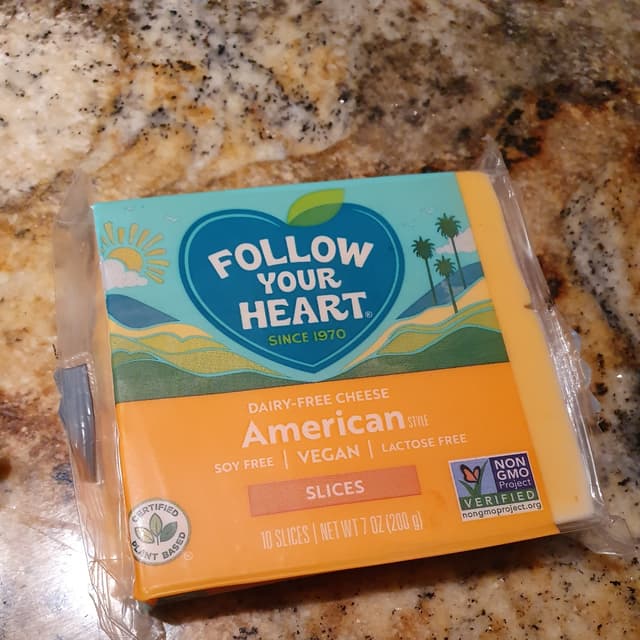 FOLLOW
YOUR
HEART®
SINCE 1970
DAIRY-FREE CHEESE
American STYLE
SOY FREE | VEGAN | LACTOSE FREE
SLICES
10 SLICES | NET WT 7 OZ (200 g)
CERTIFIED
PLANT BASED
NON
GMO
Project
VERIFIED
nongmoproject.org